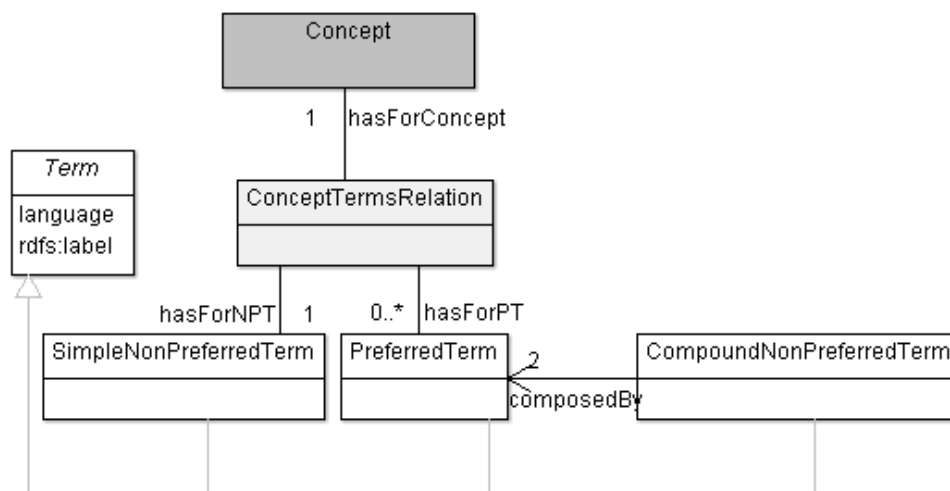 Concept
1 hasForConcept
Term
language
rdfs:label
ConceptTermsRelation
hasForNPT 1 0..* hasForPT
SimpleNonPreferredTerm PreferredTerm CompoundNonPreferredTerm
2
composedBy